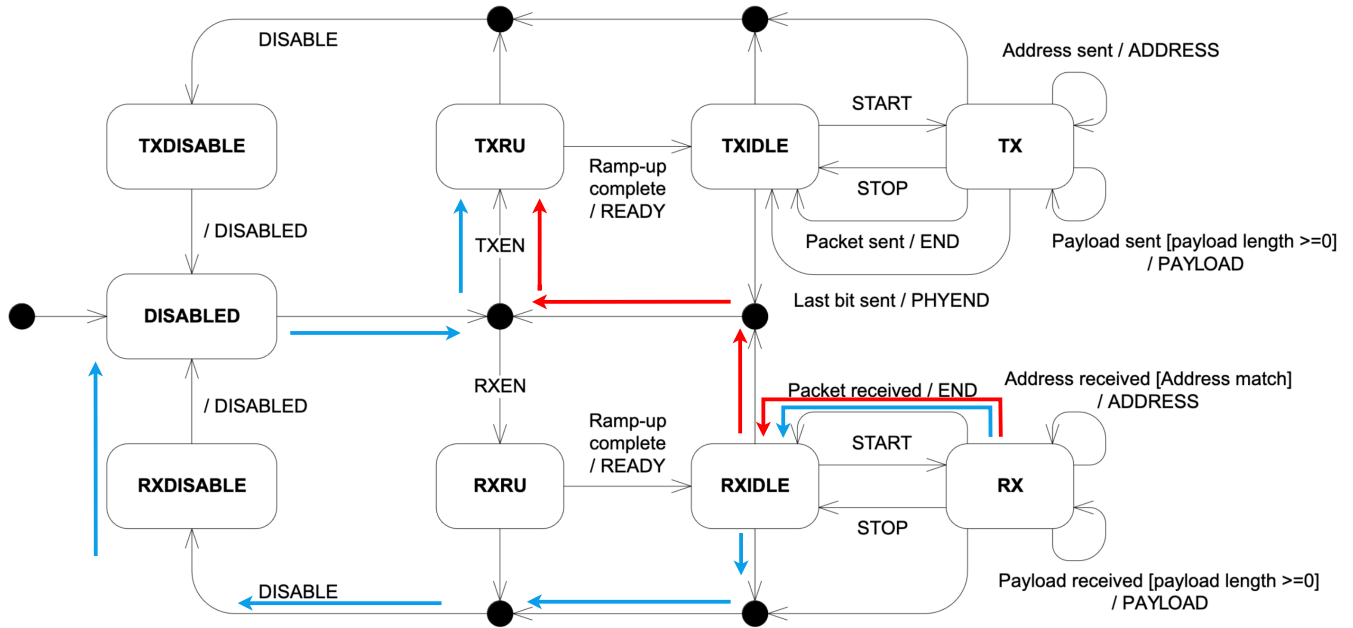 DISABLE
Address sent / ADDRESS
START
TXDISABLE
TXRU
TXIDLE
TX
Ramp-up
complete
/ READY
STOP
/ DISABLED
TXEN
Packet sent / END
Payload sent [payload length >=0]
/ PAYLOAD
Last bit sent / PHYEND
DISABLED
RXEN
Packet received / END
Address received [Address match]
/ ADDRESS
/ DISABLED
Ramp-up
complete
/ READY
START
RXDISABLE
RXRU
RXIDLE
RX
STOP
DISABLE
Payload received [payload length >=0]
/ PAYLOAD